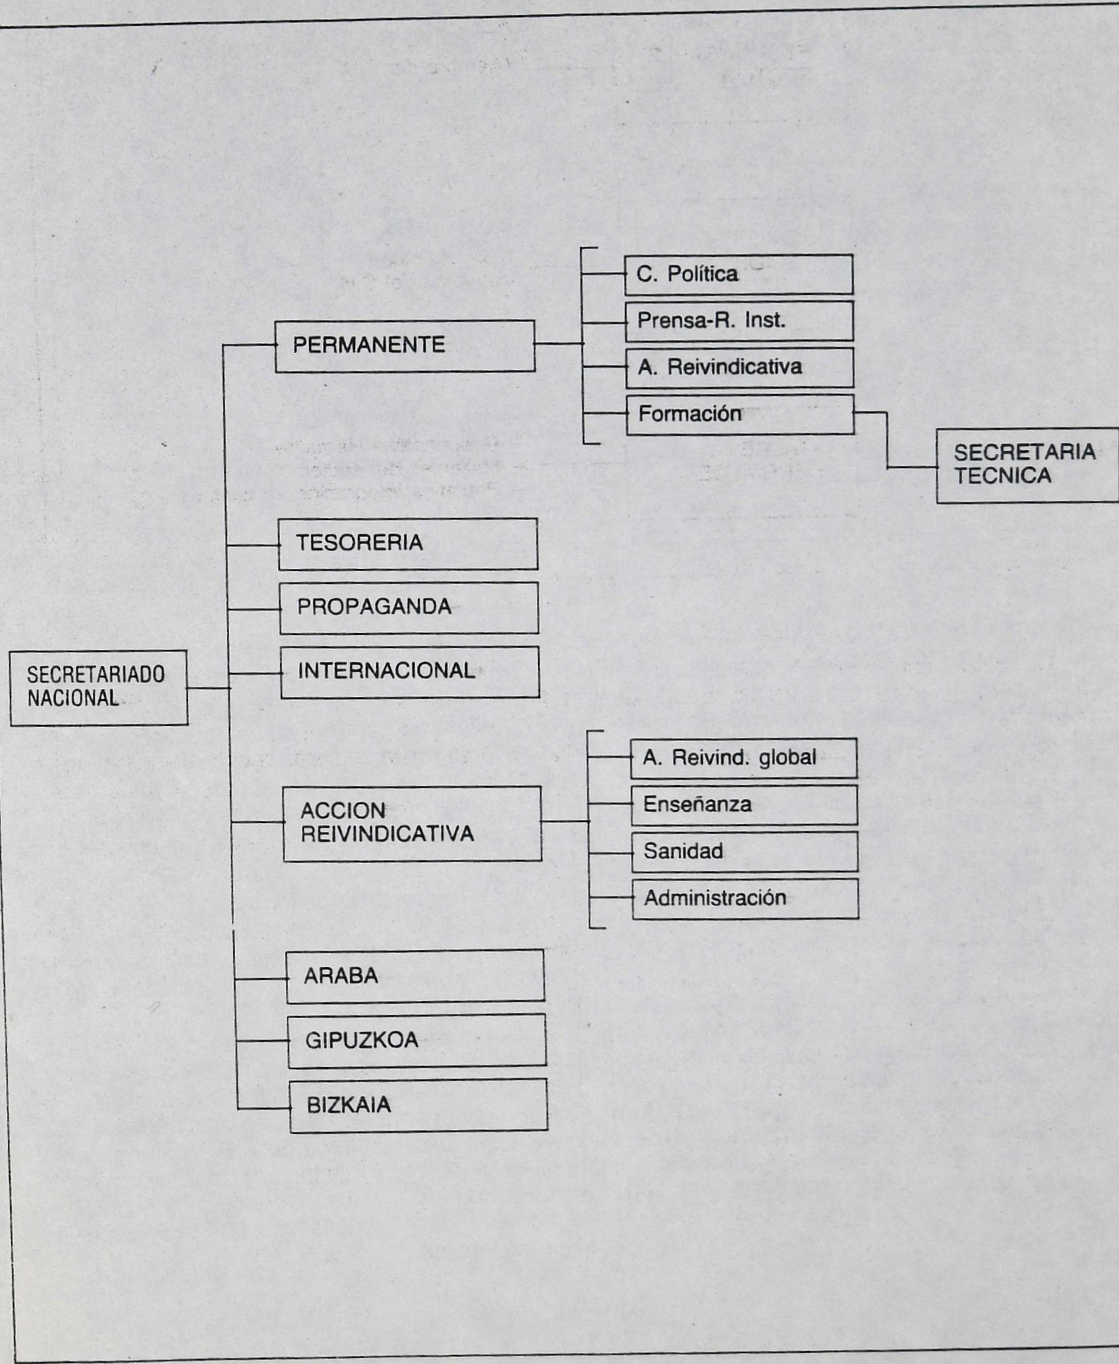 C. Política
Prensa-R. Inst.
PERMANENTE
A. Reivindicativa
Formación
SECRETARIA
TECNICA
TESORERIA
PROPAGANDA
INTERNACIONAL
SECRETARIADO
NACIONAL
A. Reivind. global
Enseñanza
ACCION
REIVINDICATIVA
Sanidad
Administración
ARABA
GIPUZKOA
BIZKAIA